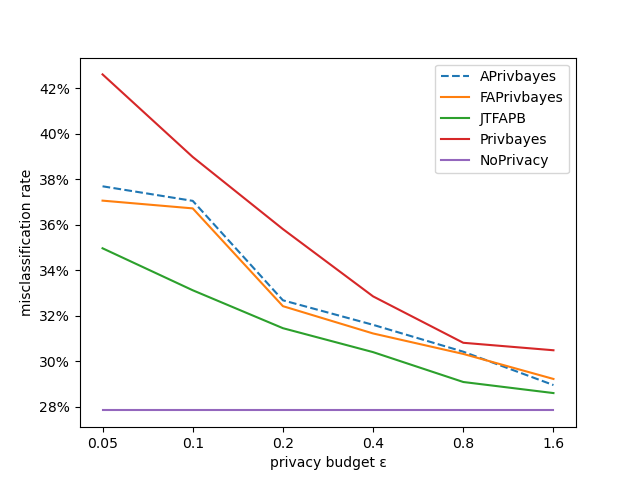 42%
40%
38%
36%
34%
32%
30%
28%
misclassification rate
0.05 0.1 0.2 0.4 0.8 1.6
privacy budget ε
APrivbayes
FAPrivbayes
JTFAPB
Privbayes
NoPrivacy